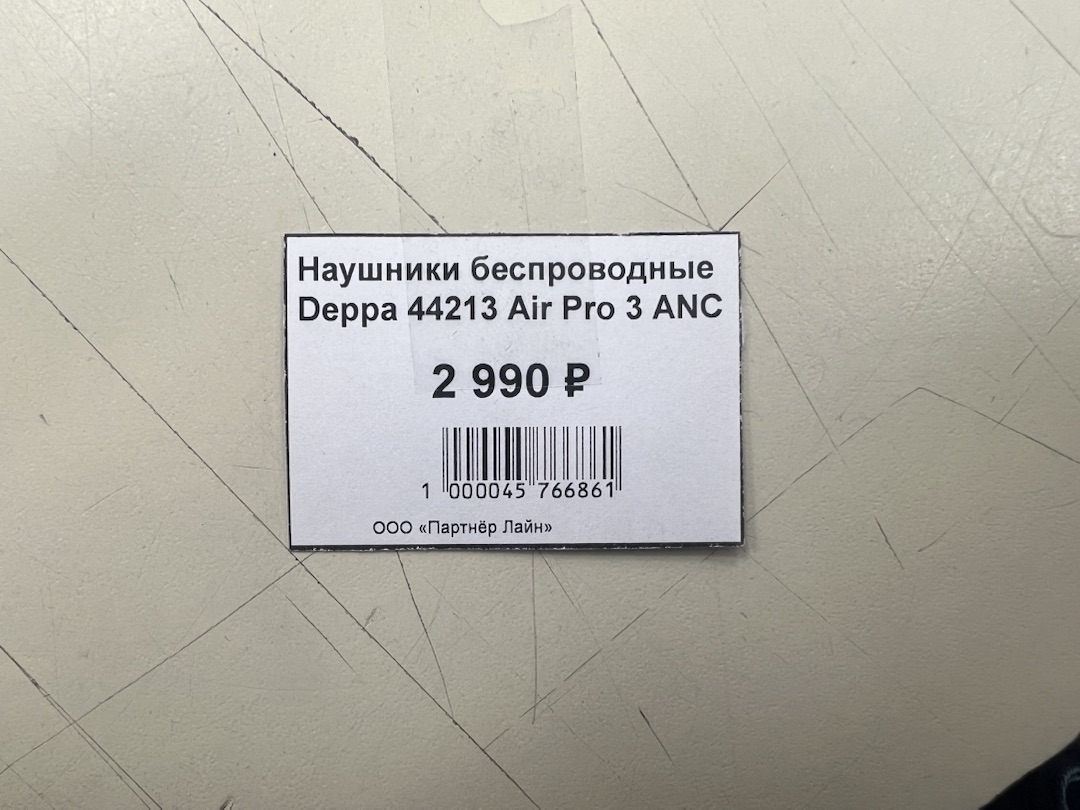 Наушники беспроводные
Deppa 44213 Air Pro 3 ANC
2 990 ₽
1 000045 766861
ООО «Партнёр Лайн»